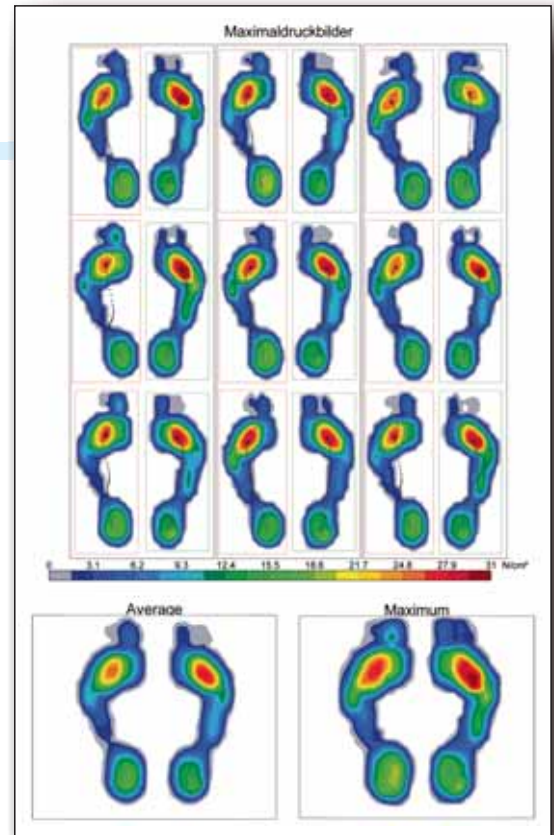 Maximaldruckbilder
0 3.1 6.2 9.3 12.4 15.5 18.6 21.7 24.8 27.9 31 N/cm²
Average Maximum